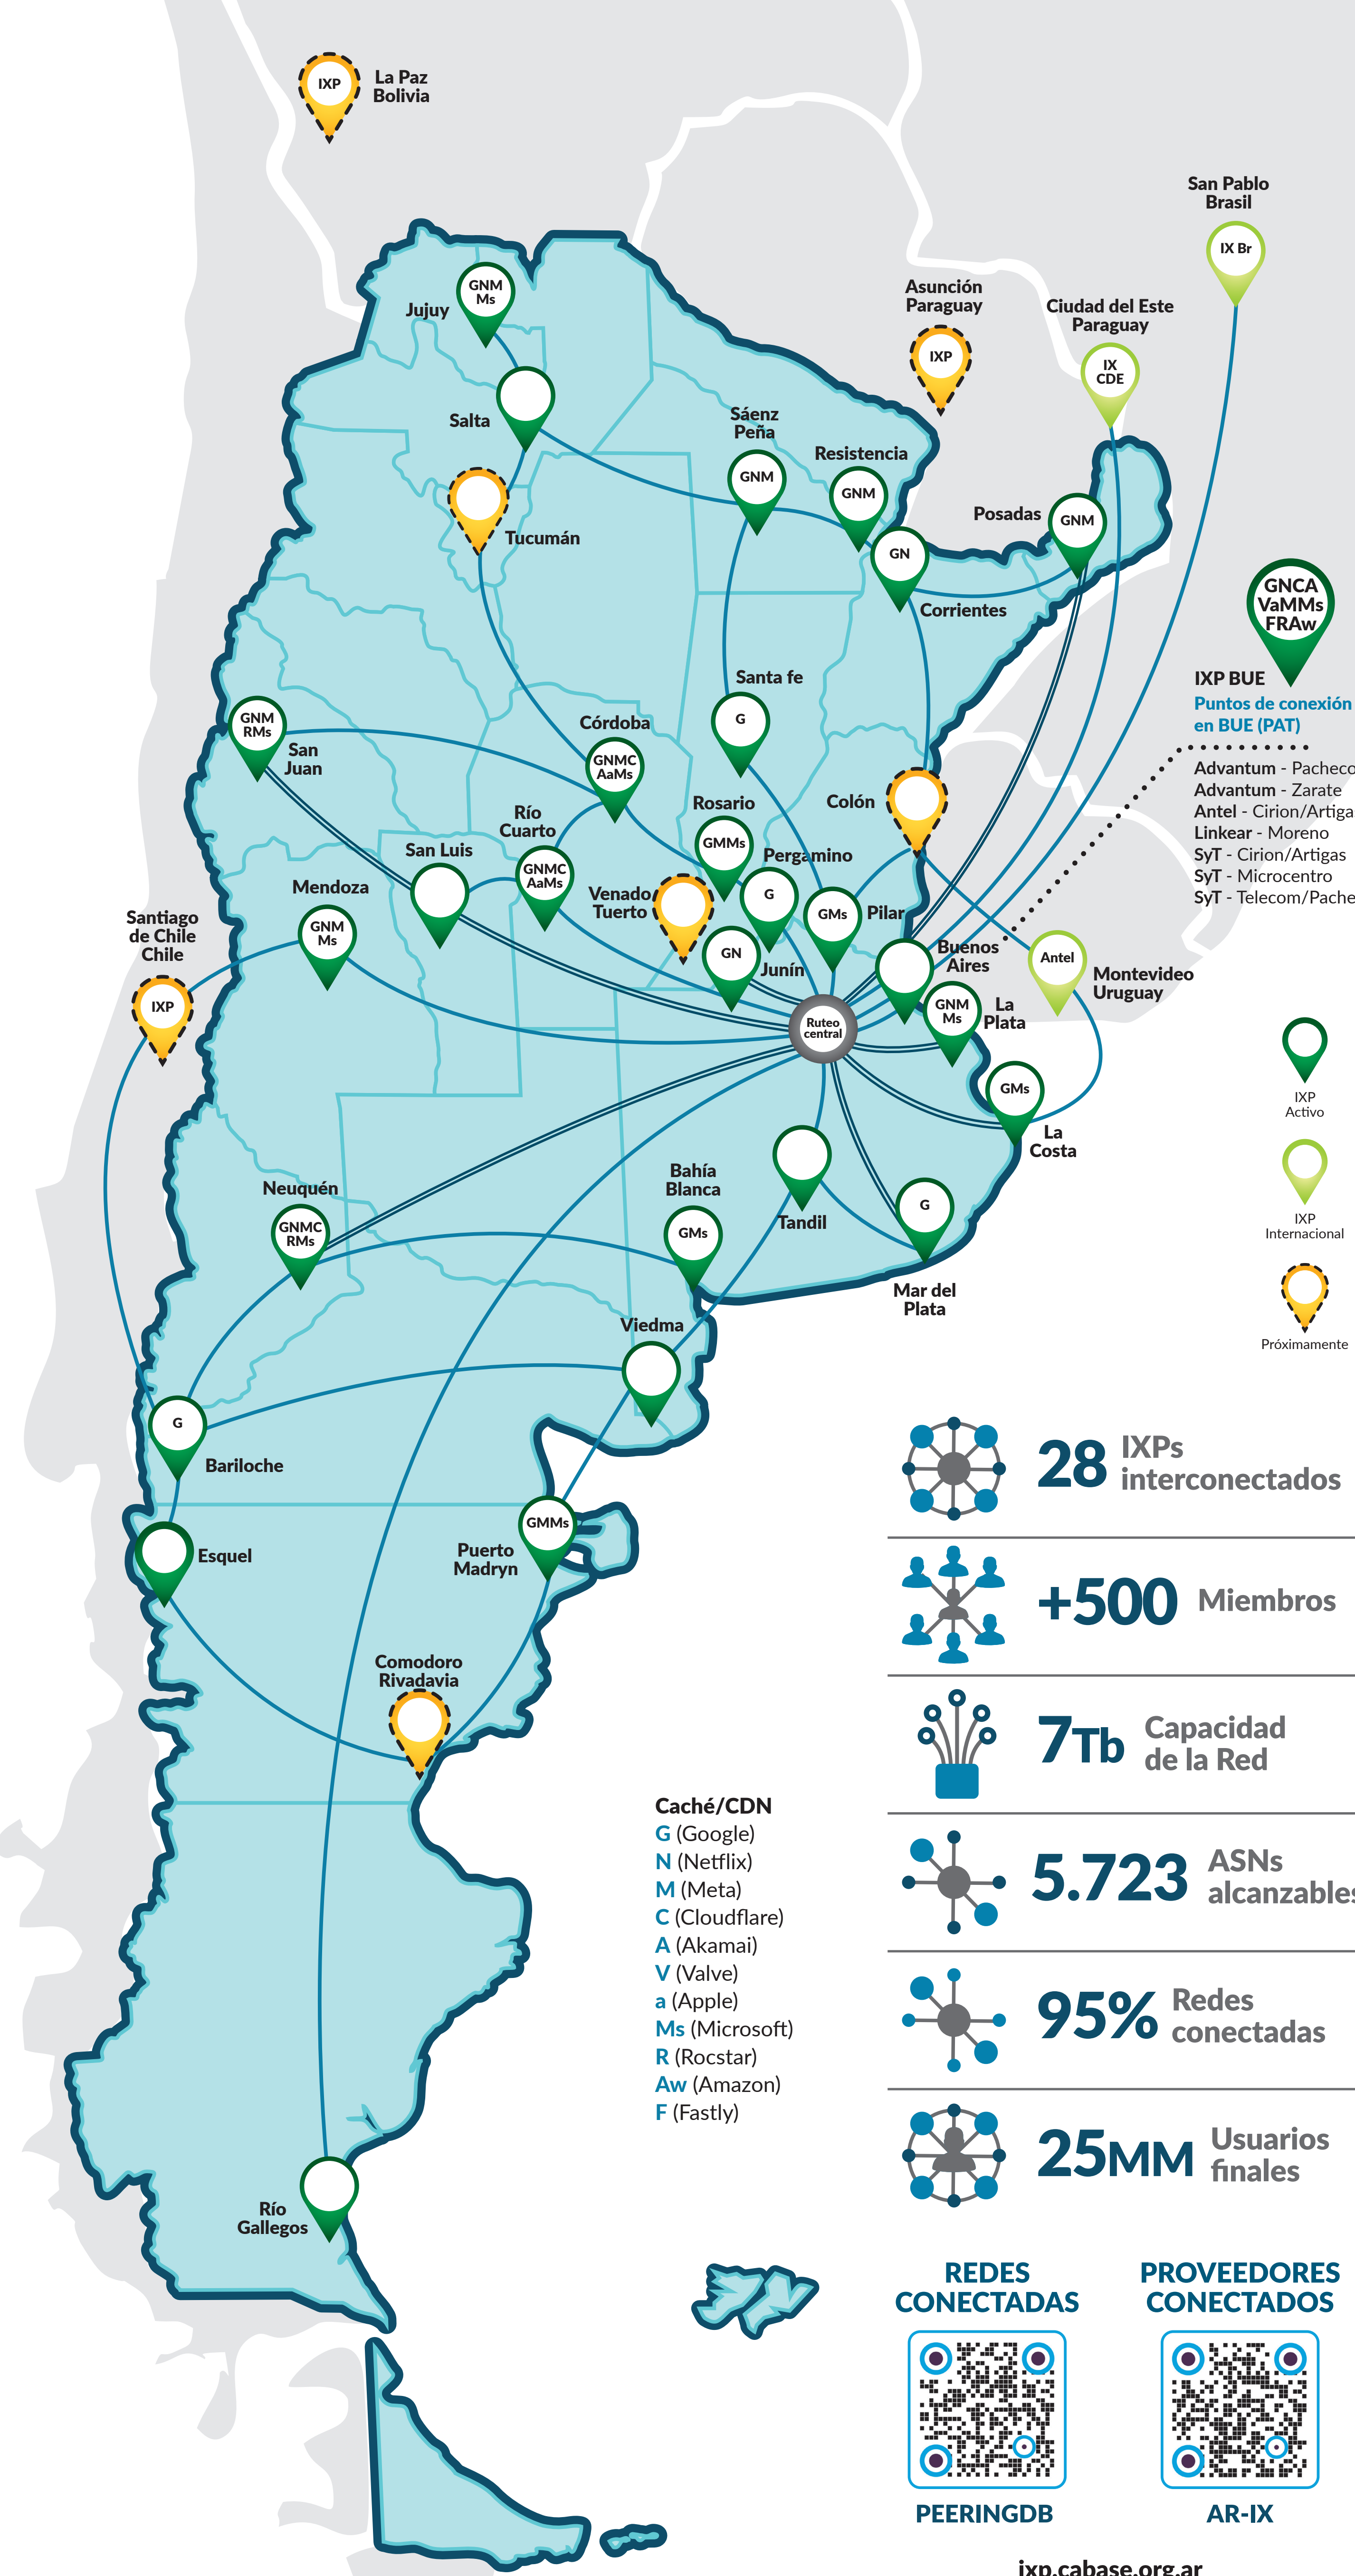 IXP
La Paz
Bolivia
San Pablo
Brasil
IX Br
GNM
Ms
Jujuy
Asunción
Paraguay
IXP
Ciudad del Este
Paraguay
IX
CDE
Salta
Sáenz
Peña
GNM
Resistencia
GNM
Posadas
GNM
Tucumán
GN
Corrientes
GNCA
VaMMs
FRAw
IXP BUE
Puntos de conexión
en BUE (PAT)
Advantum - Pacheco
Advantum - Zarate
Antel - Cirion/Artiga
Linkear - Moreno
SyT - Cirion/Artigas
SyT - Microcentro
SyT - Telecom/Pache
Santa fe
G
GNM
RMs
San
Juan
Córdoba
GNMC
AaMs
Rosario
GMMs
Colón
Río
Cuarto
GNMC
AaMs
San Luis
Pergamino
G
Mendoza
GNM
Ms
Venado
Tuerto
GMs
Pilar
Santiago
de Chile
Chile
IXP
GN
Junín
Buenos
Aires
Antel
Montevideo
Uruguay
GNM
Ms
La
Plata
Ruteo
central
GMs
La
Costa
IXP
Activo
IXP
Internacional
Próximamente
Neuquén
GNMC
RMs
Bahía
Blanca
GMs
Tandil
G
Mar del
Plata
Viedma
G
Bariloche
Esquel
GMMs
Puerto
Madryn
Comodoro
Rivadavia
Río
Gallegos
28 IXPs
interconectados
+500 Miembros
7Tb Capacidad
de la Red
5.723 ASNs
alcanzables
95% Redes
conectadas
25MM Usuarios
finales
Caché/CDN
G (Google)
N (Netflix)
M (Meta)
C (Cloudflare)
A (Akamai)
V (Valve)
a (Apple)
Ms (Microsoft)
R (Rocstar)
Aw (Amazon)
F (Fastly)
REDES
CONECTADAS
PEERINGDB
PROVEEDORES
CONECTADOS
AR-IX
ixp.cabase.org.ar